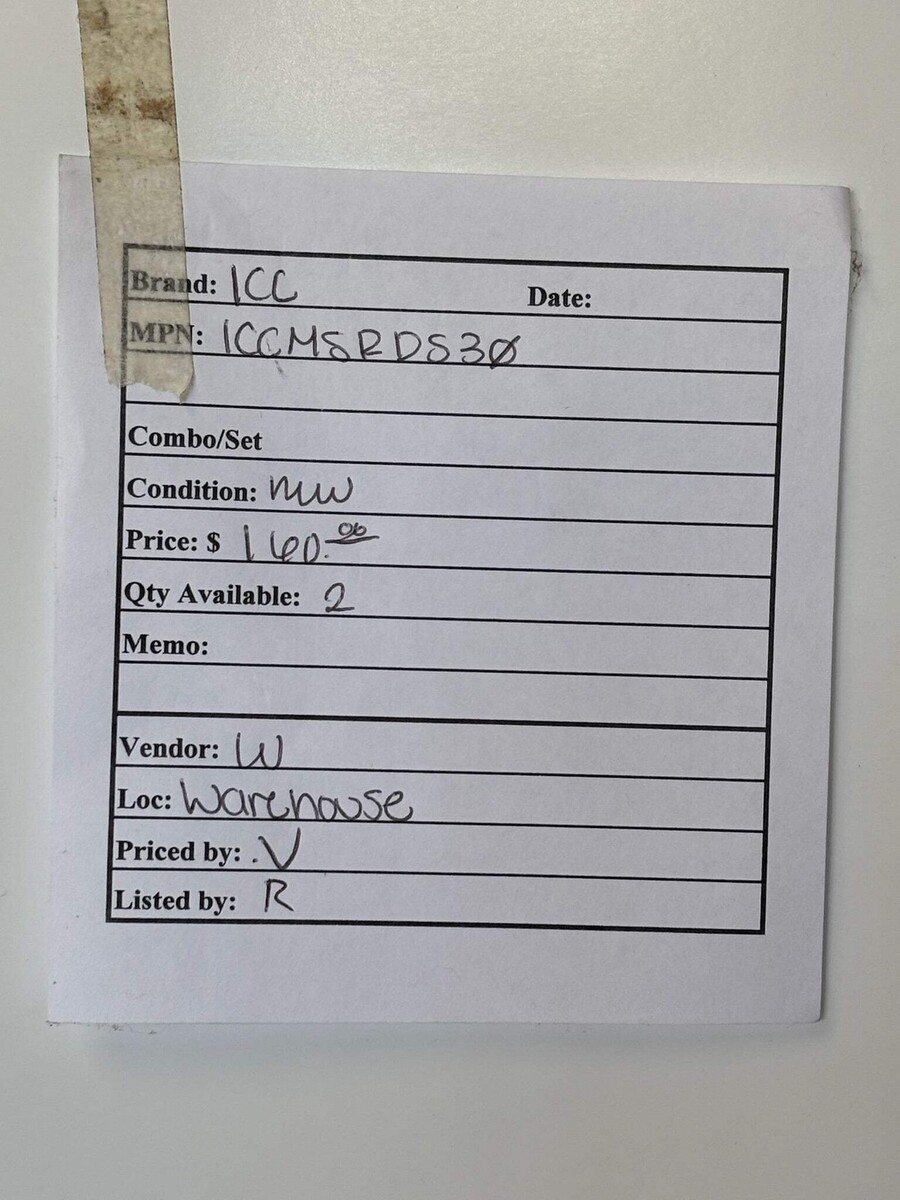 Brand: ICC Date:
MPN: ICCMSRDS3Ø
Combo/Set
Condition: nw
Price: $ 160.00
Qty Available: 2
Memo:
Vendor: W
Loc: Warehouse
Priced by: .V
Listed by: R